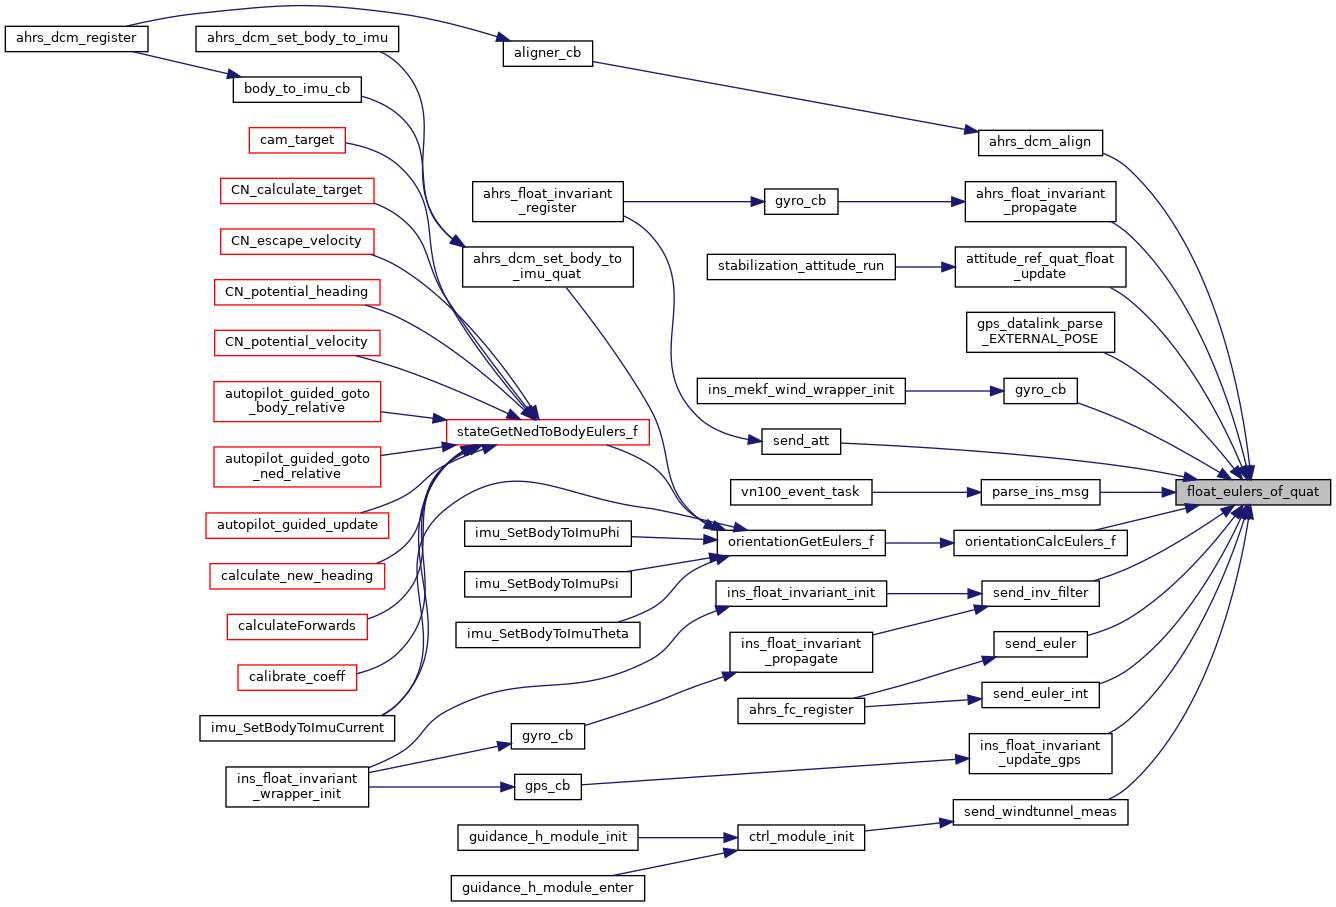 ahrs_dcm_register
ahrs_dcm_set_body_to_imu
aligner_cb
body_to_imu_cb
cam_target
ahrs_dcm_align
CN_calculate_target
ahrs_float_invariant
_register
gyro_cb
ahrs_float_invariant
_propagate
CN_escape_velocity
ahrs_dcm_set_body_to
_imu_quat
stabilization_attitude_run
attitude_ref_quat_float
_update
CN_potential_heading
gps_datalink_parse
_EXTERNAL_POSE
CN_potential_velocity
autopilot_guided_goto
_body_relative
ins_mekf_wind_wrapper_init
gyro_cb
stateGetNedToBodyEulers_f
send_att
autopilot_guided_goto
_ned_relative
vn100_event_task
parse_ins_msg
float_eulers_of_quat
autopilot_guided_update
imu_SetBodyToImuPhi
orientationGetEulers_f
orientationCalcEulers_f
calculate_new_heading
imu_SetBodyToImuPsi
ins_float_invariant_init
send_inv_filter
calculateForwards
imu_SetBodyToImuTheta
ins_float_invariant
_propagate
send_euler
calibrate_coeff
ahrs_fc_register
send_euler_int
imu_SetBodyToImuCurrent
gyro_cb
ins_float_invariant
_update_gps
ins_float_invariant
_wrapper_init
gps_cb
send_windtunnel_meas
guidance_h_module_init
ctrl_module_init
guidance_h_module_enter